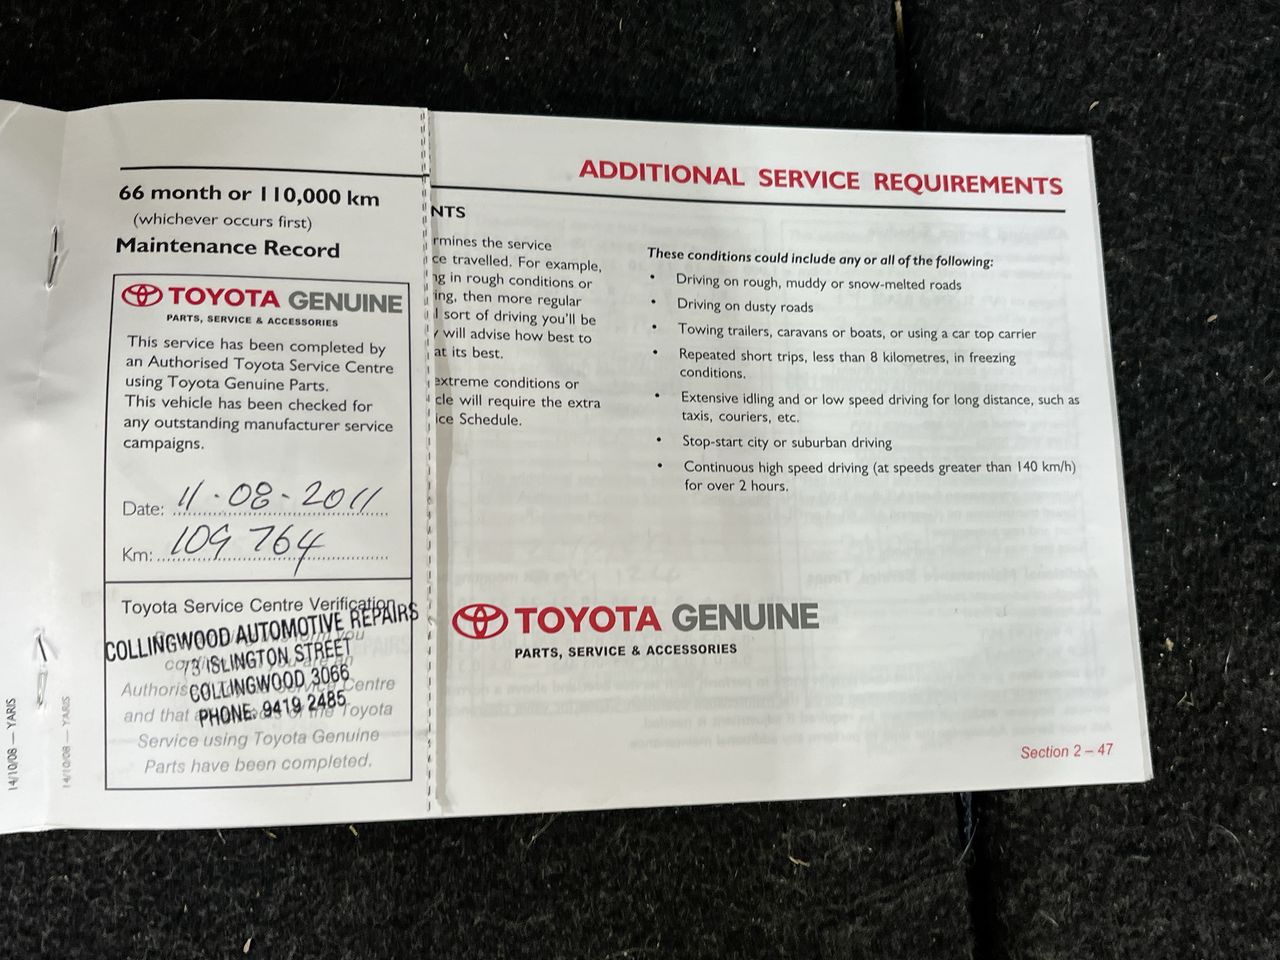 66 month or 110,000 km
(whichever occurs first)
Maintenance Record
TOYOTA GENUINE
PARTS, SERVICE & ACCESSORIES
This service has been completed by
an Authorised Toyota Service Centre
using Toyota Genuine Parts.
This vehicle has been checked for
any outstanding manufacturer service
campaigns.
Date: 11-08-2011
Km: 109 764
Toyota Service Centre Verification
COLLINGWOOD AUTOMOTIVE REPAIRS
73 ISLINGTON STREET
COLLINGWOOD 3066
PHONE: 9419 2485
you
an
Centre
and that
of the Toyota
Service using Toyota Genuine
Parts have been completed.
14/10/08 — YARIS
14/10/08 — YARIS
ADDITIONAL SERVICE REQUIREMENTS
NTS
rmines the service
ce travelled. For example,
ng in rough conditions or
ing, then more regular
l sort of driving you'll be
will advise how best to
at its best.
extreme conditions or
cle will require the extra
ice Schedule.
These conditions could include any or all of the following:
• Driving on rough, muddy or snow-melted roads
• Driving on dusty roads
• Towing trailers, caravans or boats, or using a car top carrier
• Repeated short trips, less than 8 kilometres, in freezing
conditions.
• Extensive idling and or low speed driving for long distance, such as
taxis, couriers, etc.
• Stop-start city or suburban driving
• Continuous high speed driving (at speeds greater than 140 km/h)
for over 2 hours.
TOYOTA GENUINE
PARTS, SERVICE & ACCESSORIES
Section 2 – 47